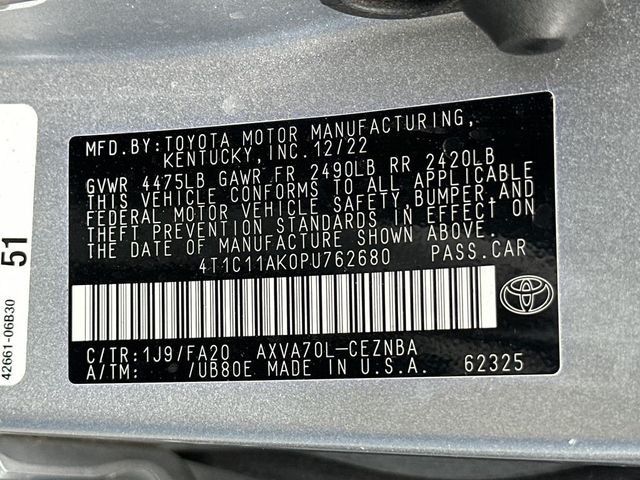 MFD.BY:TOYOTA MOTOR MANUFACTURING,
KENTUCKY,INC.12/22
GVWR 4475LB GAWR FR 2490LB RR 2420LB
THIS VEHICLE CONFORMS TO ALL APPLICABLE
FEDERAL MOTOR VEHICLE SAFETY,BUMPER,AND
THEFT PREVENTION STANDARDS IN EFFECT ON
THE DATE OF MANUFACTURE SHOWN ABOVE.
4T1C11AK0PU762680 PASS.CAR
C/TR:1J9/FA20 AXVA70L-CEZNBA
A/TM: /UB80E MADE IN U.S.A. 62325
51
42661-06B30